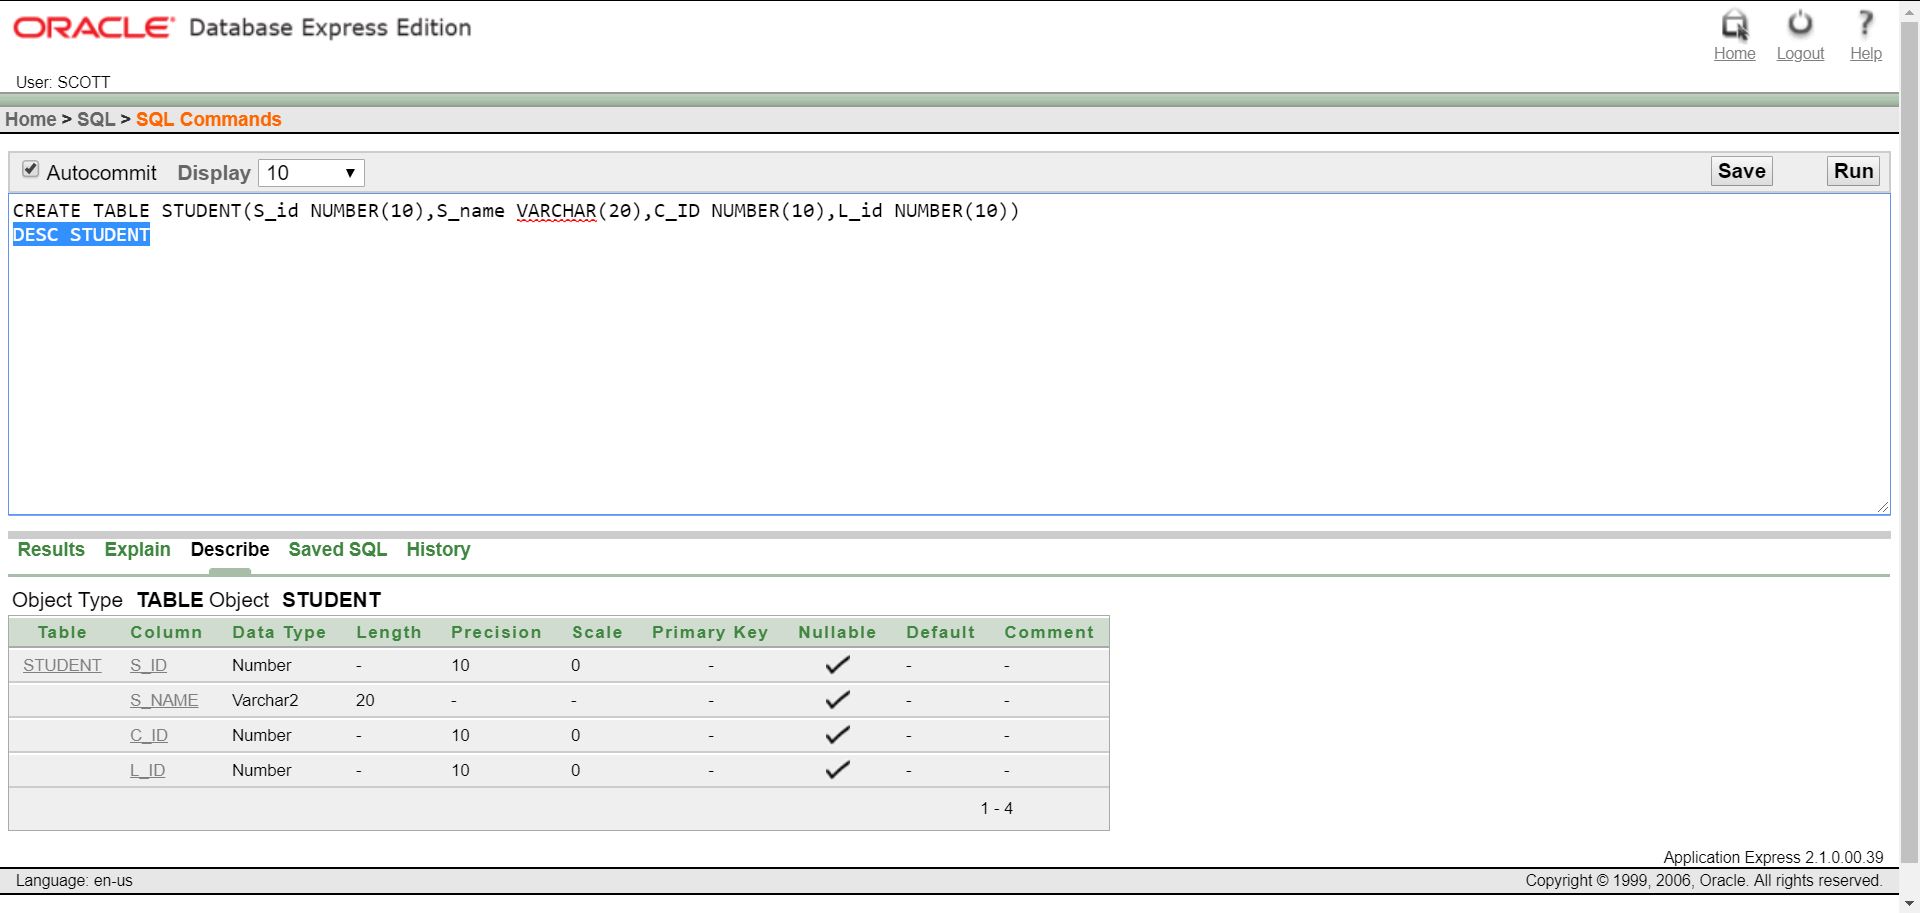 ORACLE Database Express Edition
Home Logout Help
User: SCOTT
Home > SQL > SQL Commands
Autocommit Display 10 Save Run
CREATE TABLE STUDENT(S_id NUMBER(10),S_name VARCHAR(20),C_ID NUMBER(10),L_id NUMBER(10))
DESC STUDENT
Results Explain Describe Saved SQL History
Object Type TABLE Object STUDENT
Table Column Data Type Length Precision Scale Primary Key Nullable Default Comment
STUDENT S_ID Number - 10 0 - ✓ - -
S_NAME Varchar2 20 - - - ✓ - -
C_ID Number - 10 0 - ✓ - -
L_ID Number - 10 0 - ✓ - -
1 - 4
Application Express 2.1.0.00.39
Language: en-us Copyright © 1999, 2006, Oracle. All rights reserved.